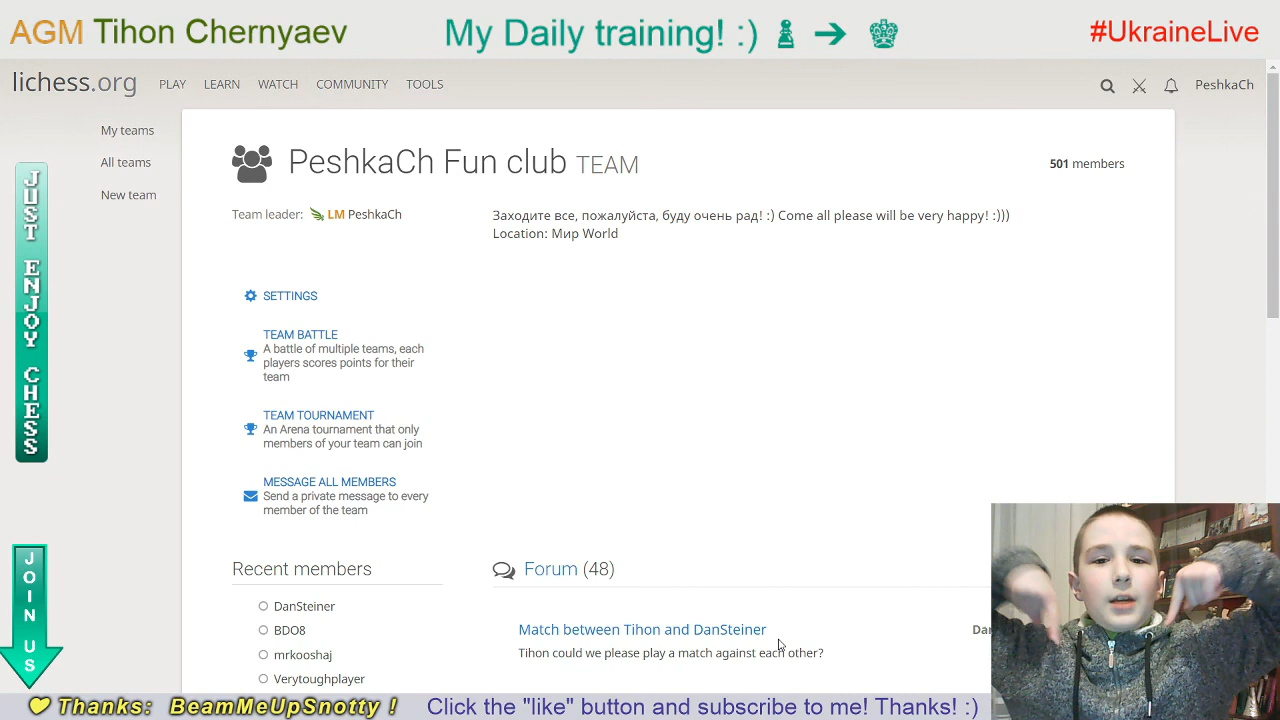 AGM Tihon Chernyaev
My Daily training! :)
#UkraineLive
lichess.org
PLAY
LEARN
WATCH
COMMUNITY
TOOLS
PeshkaCh
My teams
All teams
New team
JUST ENJOY CHESS
PeshkaCh Fun club TEAM
501 members
Team leader: LM PeshkaCh
Заходите все, пожалуйста, буду очень рад! :) Come all please will be very happy! :)))
Location: Мир World
SETTINGS
TEAM BATTLE
A battle of multiple teams, each
players scores points for their
team
TEAM TOURNAMENT
An Arena tournament that only
members of your team can join
MESSAGE ALL MEMBERS
Send a private message to every
member of the team
Recent members
DanSteiner
BDO8
mrkooshaj
Verytoughplayer
Forum (48)
Match between Tihon and DanSteiner
Tihon could we please play a match against each other?
JOIN US
Thanks: BeamMeUpSnotty !
Click the "like" button and subscribe to me! Thanks! :)